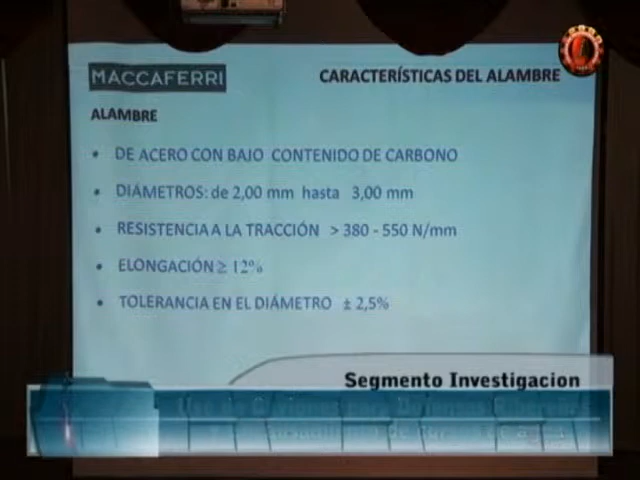 MACCAFERRI
CARACTERÍSTICAS DEL ALAMBRE
ALAMBRE
• DE ACERO CON BAJO CONTENIDO DE CARBONO
• DIÁMETROS: de 2,00 mm hasta 3,00 mm
• RESISTENCIA A LA TRACCIÓN > 380 - 550 N/mm
• ELONGACIÓN ≥ 12%
• TOLERANCIA EN EL DIÁMETRO ± 2,5%
Segmento Investigacion